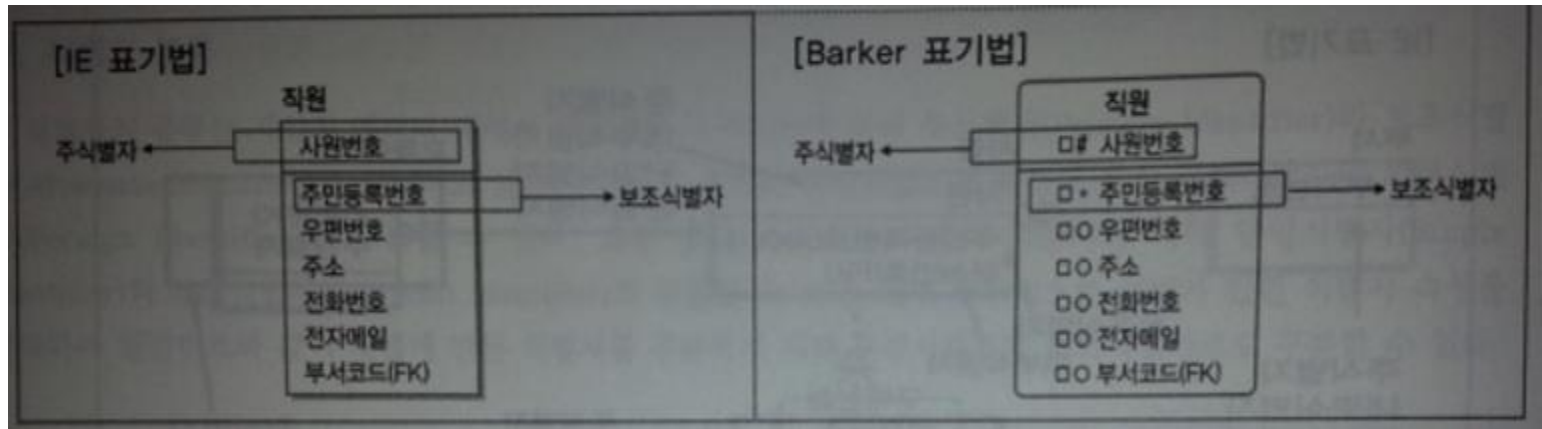 [IE 표기법]
직원
주식별자
사원번호
주민등록번호
보조식별자
우편번호
주소
전화번호
전자메일
부서코드(FK)
[Barker 표기법]
직원
주식별자
□# 사원번호
□* 주민등록번호
보조식별자
□○ 우편번호
□○ 주소
□○ 전화번호
□○ 전자메일
□○ 부서코드(FK)